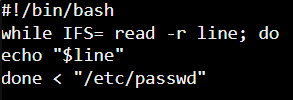 #!/bin/bash
while IFS= read -r line; do
echo "$line"
done < "/etc/passwd"